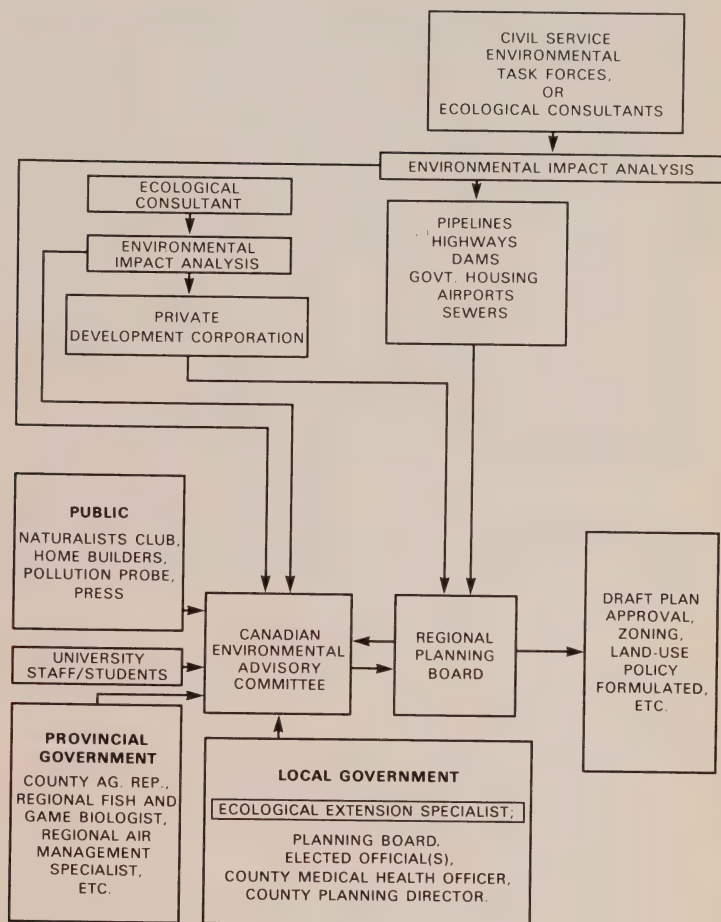 CIVIL SERVICE
ENVIRONMENTAL
TASK FORCES,
OR
ECOLOGICAL CONSULTANTS
ENVIRONMENTAL IMPACT ANALYSIS
ECOLOGICAL
CONSULTANT
ENVIRONMENTAL
IMPACT ANALYSIS
PRIVATE
DEVELOPMENT CORPORATION
PIPELINES
HIGHWAYS
DAMS
GOVT. HOUSING
AIRPORTS
SEWERS
PUBLIC
NATURALISTS CLUB,
HOME BUILDERS,
POLLUTION PROBE,
PRESS
UNIVERSITY
STAFF/STUDENTS
PROVINCIAL
GOVERNMENT
COUNTY AG. REP.,
REGIONAL FISH AND
GAME BIOLOGIST,
REGIONAL AIR
MANAGEMENT
SPECIALIST,
ETC.
CANADIAN
ENVIRONMENTAL
ADVISORY
COMMITTEE
REGIONAL
PLANNING
BOARD
DRAFT PLAN
APPROVAL,
ZONING,
LAND-USE
POLICY
FORMULATED,
ETC.
LOCAL GOVERNMENT
ECOLOGICAL EXTENSION SPECIALIST;
PLANNING BOARD,
ELECTED OFFICIAL(S),
COUNTY MEDICAL HEALTH OFFICER,
COUNTY PLANNING DIRECTOR.